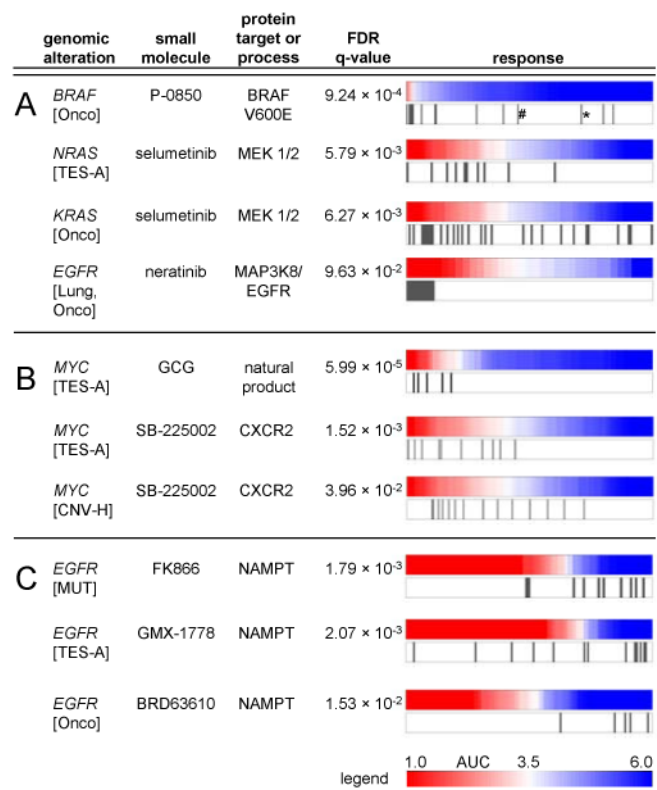 genomic alteration small molecule protein target or process FDR q-value response
A
BRAF [Onco] P-0850 BRAF V600E 9.24 × 10-4
# *
NRAS [TES-A] selumetinib MEK 1/2 5.79 × 10-3
KRAS [Onco] selumetinib MEK 1/2 6.27 × 10-3
EGFR [Lung, Onco] neratinib MAP3K8/ EGFR 9.63 × 10-2
B
MYC [TES-A] GCG natural product 5.99 × 10-5
MYC [TES-A] SB-225002 CXCR2 1.52 × 10-3
MYC [CNV-H] SB-225002 CXCR2 3.96 × 10-2
C
EGFR [MUT] FK866 NAMPT 1.79 × 10-3
EGFR [TES-A] GMX-1778 NAMPT 2.07 × 10-3
EGFR [Onco] BRD63610 NAMPT 1.53 × 10-2
1.0 AUC 3.5 6.0
legend